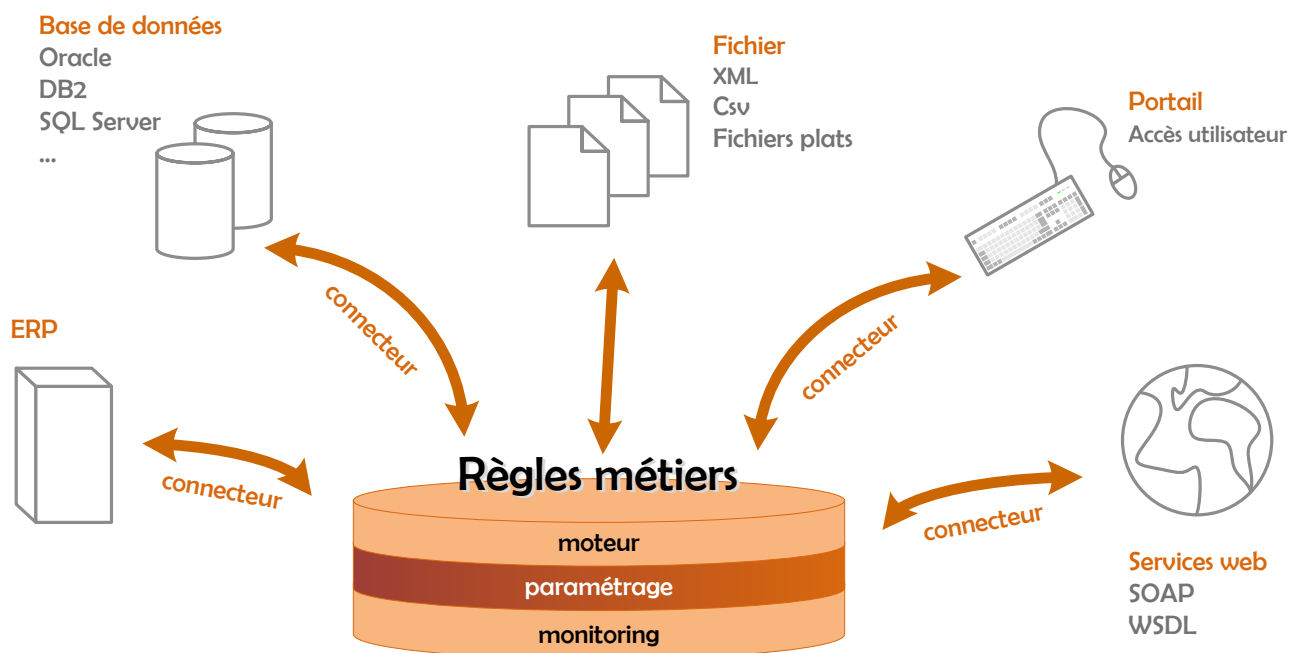 Base de données
Oracle
DB2
SQL Server
...
Fichier
XML
Csv
Fichiers plats
Portail
Accès utilisateur
ERP
connecteur
connecteur
connecteur
connecteur
Règles métiers
moteur
paramétrage
monitoring
Services web
SOAP
WSDL